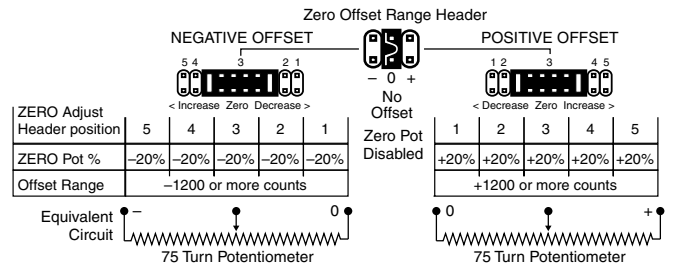 Zero Offset Range Header
NEGATIVE OFFSET
POSITIVE OFFSET
5 4 3 2 1
1 2 3 4 5
– 0 +
< Increase Zero Decrease >
No Offset
< Decrease Zero Increase >
ZERO Adjust
Header position 5 4 3 2 1
Zero Pot
Disabled
1 2 3 4 5
ZERO Pot % –20% –20% –20% –20% –20%
+20% +20% +20% +20% +20%
Offset Range –1200 or more counts
+1200 or more counts
Equivalent
Circuit
– 0
0 +
75 Turn Potentiometer
75 Turn Potentiometer